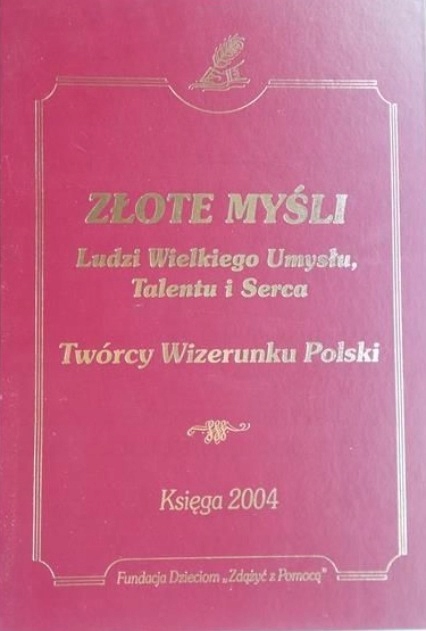 ZŁOTE MYŚLI
Ludzi Wielkiego Umysłu,
Talentu i Serca
Twórcy Wizerunku Polski
Księga 2004
Fundacja Dzieciom „Zdążyć z Pomocą"